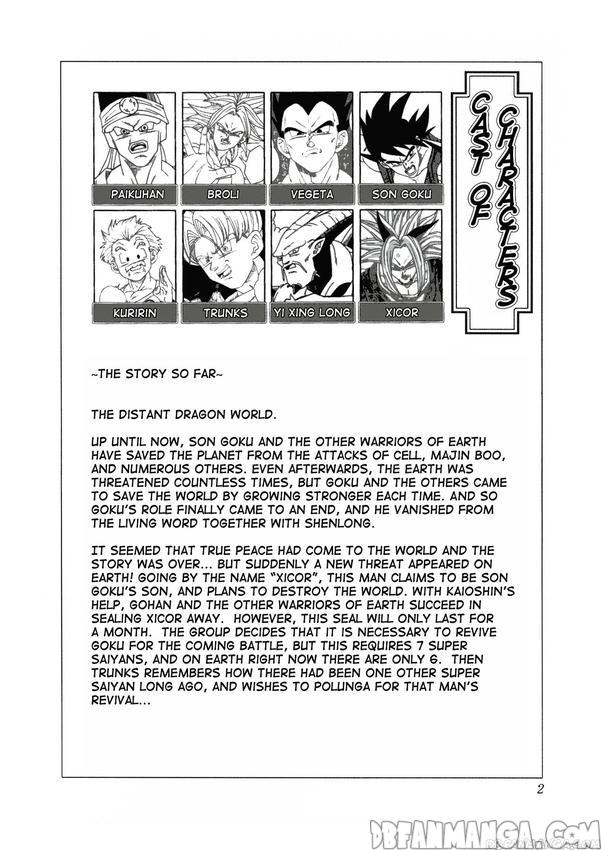 CAST OF
CHARACTERS
PAIKUHAN
BROLI
VEGETA
SON GOKU
KURIRIN
TRUNKS
YI XING LONG
XICOR
~THE STORY SO FAR~
THE DISTANT DRAGON WORLD.
UP UNTIL NOW, SON GOKU AND THE OTHER WARRIORS OF EARTH
HAVE SAVED THE PLANET FROM THE ATTACKS OF CELL, MAJIN BOO,
AND NUMEROUS OTHERS. EVEN AFTERWARDS, THE EARTH WAS
THREATENED COUNTLESS TIMES, BUT GOKU AND THE OTHERS CAME
TO SAVE THE WORLD BY GROWING STRONGER EACH TIME. AND SO
GOKU'S ROLE FINALLY CAME TO AN END, AND HE VANISHED FROM
THE LIVING WORD TOGETHER WITH SHENLONG.
IT SEEMED THAT TRUE PEACE HAD COME TO THE WORLD AND THE
STORY WAS OVER... BUT SUDDENLY A NEW THREAT APPEARED ON
EARTH! GOING BY THE NAME "XICOR", THIS MAN CLAIMS TO BE SON
GOKU'S SON, AND PLANS TO DESTROY THE WORLD. WITH KAIOSHIN'S
HELP, GOHAN AND THE OTHER WARRIORS OF EARTH SUCCEED IN
SEALING XICOR AWAY. HOWEVER, THIS SEAL WILL ONLY LAST FOR
A MONTH. THE GROUP DECIDES THAT IT IS NECESSARY TO REVIVE
GOKU FOR THE COMING BATTLE, BUT THIS REQUIRES 7 SUPER
SAIYANS, AND ON EARTH RIGHT NOW THERE ARE ONLY 6. THEN
TRUNKS REMEMBERS HOW THERE HAD BEEN ONE OTHER SUPER
SAIYAN LONG AGO, AND WISHES TO POLUNGA FOR THAT MAN'S
REVIVAL...
2
DBFANMANGA.COM